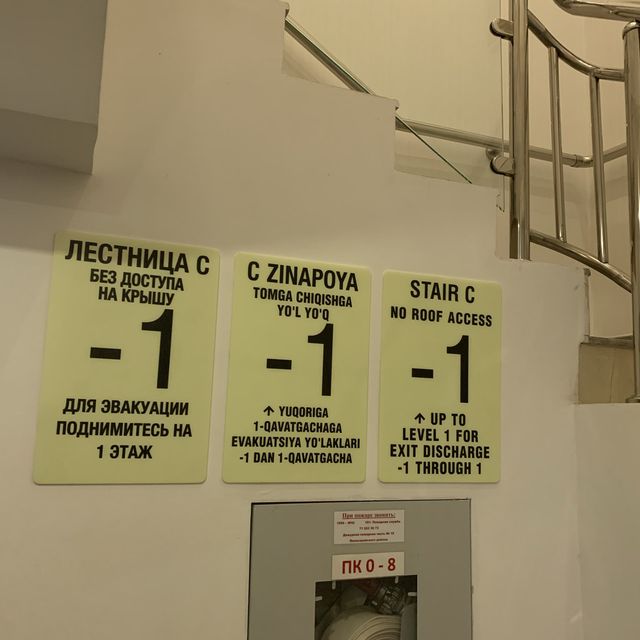 ЛЕСТНИЦА С
БЕЗ ДОСТУПА
НА КРЫШУ
-1
ДЛЯ ЭВАКУАЦИИ
ПОДНИМИТЕСЬ НА
1 ЭТАЖ
C ZINAPOYA
TOMGA CHIQISHGA
YO'L YO'Q
-1
↑ YUQORIGA
1-QAVATGACHAGA
EVAKUATSIYA YO'LAKLARI
-1 DAN 1-QAVATGACHA
STAIR C
NO ROOF ACCESS
-1
↑ UP TO
LEVEL 1 FOR
EXIT DISCHARGE
-1 THROUGH 1
При пожаре звонить:
ПК 0 - 8